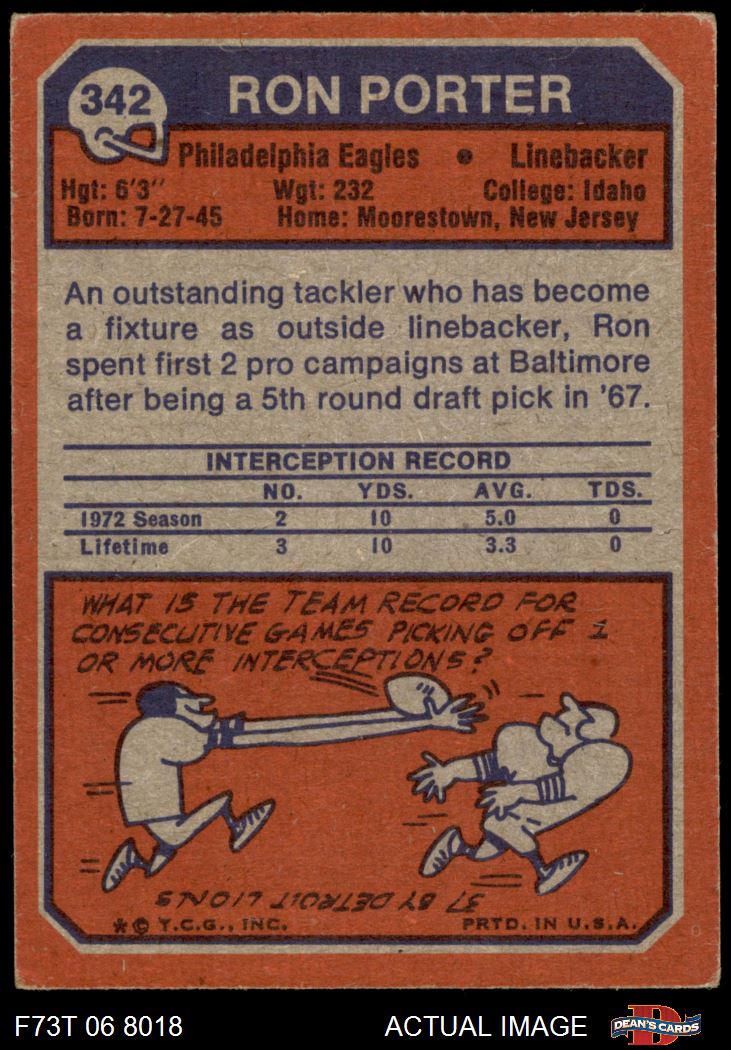 342
RON PORTER
Philadelphia Eagles • Linebacker
Hgt: 6'3" Wgt: 232 College: Idaho
Born: 7-27-45 Home: Moorestown, New Jersey
An outstanding tackler who has become
a fixture as outside linebacker, Ron
spent first 2 pro campaigns at Baltimore
after being a 5th round draft pick in '67.
INTERCEPTION RECORD
NO. YDS. AVG. TDS.
1972 Season 2 10 5.0 0
Lifetime 3 10 3.3 0
WHAT IS THE TEAM RECORD FOR
CONSECUTIVE GAMES PICKING OFF 1
OR MORE INTERCEPTIONS?
37 BY DETROIT LIONS
*© T.C.G., INC. PRTD. IN U.S.A.
F73T 06 8018 ACTUAL IMAGE
D
DEAN'S CARDS